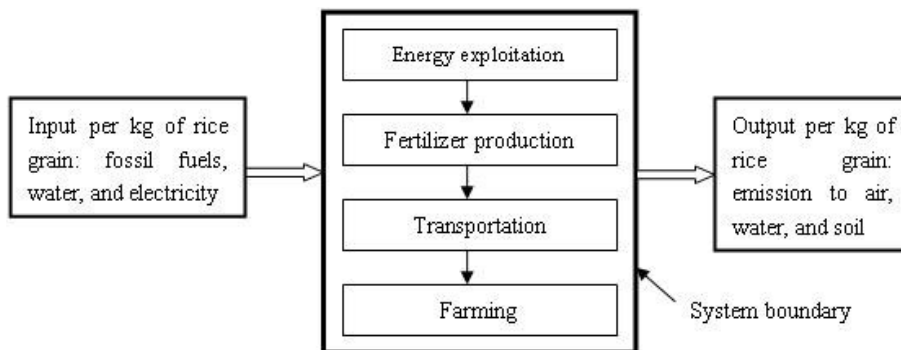 Energy exploitation
Input per kg of rice
grain: fossil fuels,
water, and electricity
Fertilizer production
Transportation
Farming
Output per kg of
rice grain:
emission to air,
water, and soil
System boundary